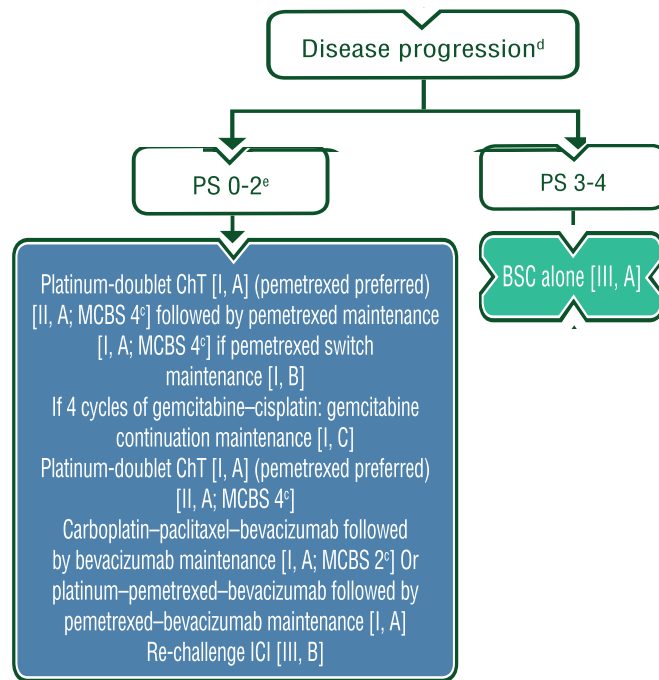 Disease progressionᵈ
PS 0-2ᵉ
PS 3-4
Platinum-doublet ChT [I, A] (pemetrexed preferred)
[II, A; MCBS 4ᶜ] followed by pemetrexed maintenance
[I, A; MCBS 4ᶜ] if pemetrexed switch
maintenance [I, B]
If 4 cycles of gemcitabine–cisplatin: gemcitabine
continuation maintenance [I, C]
Platinum-doublet ChT [I, A] (pemetrexed preferred)
[II, A; MCBS 4ᶜ]
Carboplatin–paclitaxel–bevacizumab followed
by bevacizumab maintenance [I, A; MCBS 2ᶜ] Or
platinum–pemetrexed–bevacizumab followed by
pemetrexed–bevacizumab maintenance [I, A]
Re-challenge ICI [III, B]
BSC alone [III, A]